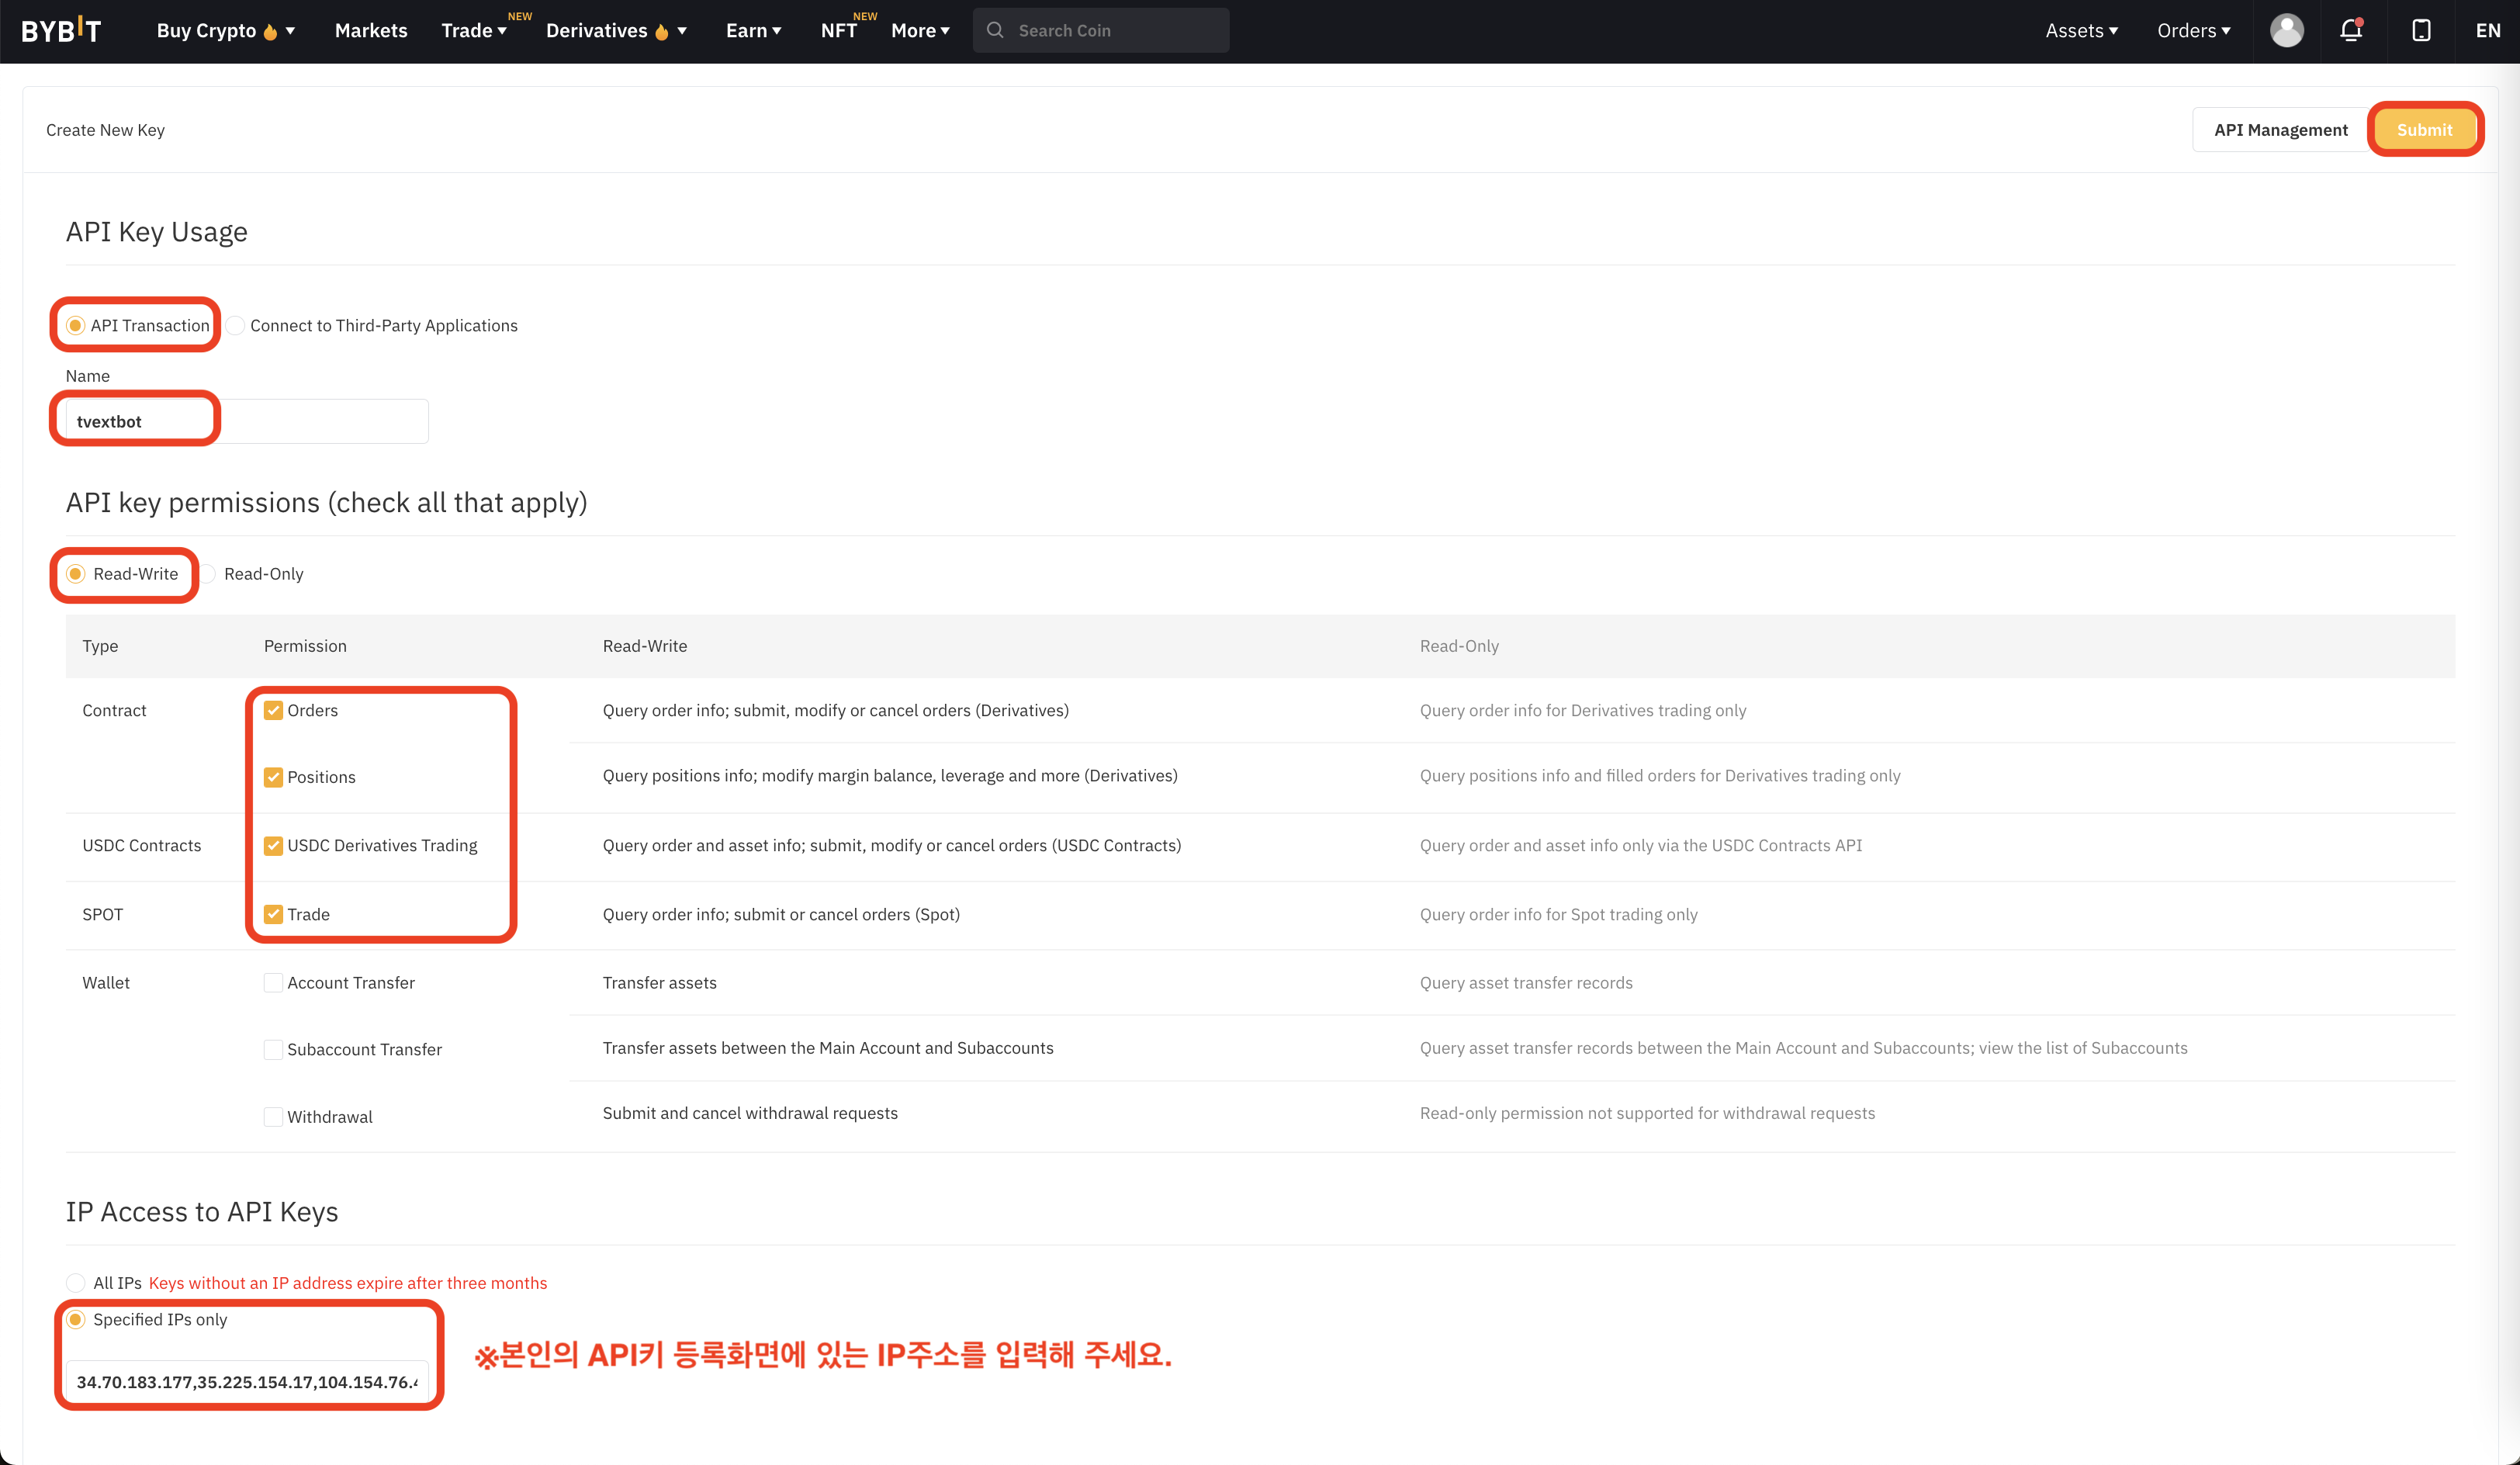 BYBIT Buy Crypto Markets Trade NEW Derivatives Earn NFT NEW More Search Coin Assets Orders EN
Create New Key API Management Submit
API Key Usage
API Transaction Connect to Third-Party Applications
Name
tvextbot
API key permissions (check all that apply)
Read-Write Read-Only
Type Permission Read-Write Read-Only
Contract Orders Query order info; submit, modify or cancel orders (Derivatives) Query order info for Derivatives trading only
Positions Query positions info; modify margin balance, leverage and more (Derivatives) Query positions info and filled orders for Derivatives trading only
USDC Contracts USDC Derivatives Trading Query order and asset info; submit, modify or cancel orders (USDC Contracts) Query order and asset info only via the USDC Contracts API
SPOT Trade Query order info; submit or cancel orders (Spot) Query order info for Spot trading only
Wallet Account Transfer Transfer assets Query asset transfer records
Subaccount Transfer Transfer assets between the Main Account and Subaccounts Query asset transfer records between the Main Account and Subaccounts; view the list of Subaccounts
Withdrawal Submit and cancel withdrawal requests Read-only permission not supported for withdrawal requests
IP Access to API Keys
All IPs Keys without an IP address expire after three months
Specified IPs only
※본인의 API키 등록화면에 있는 IP주소를 입력해 주세요.
34.70.183.177,35.225.154.17,104.154.76.